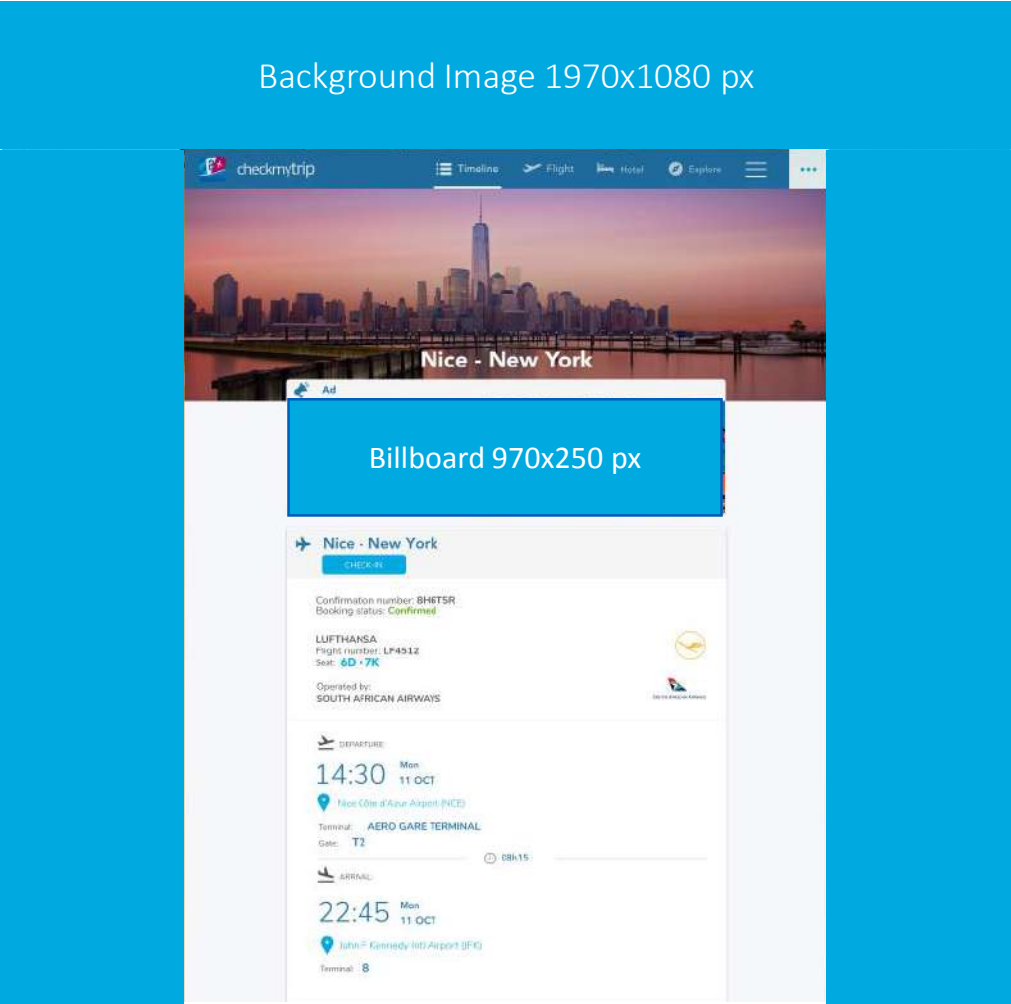 Background Image 1970x1080 px
checkmytrip
Timeline
Flight
Hotel
Explore
Nice - New York
Ad
Billboard 970x250 px
Nice - New York
CHECK-IN
Confirmation number: 8H6T5R
Booking status: Confirmed
LUFTHANSA
Flight number: LF4512
Seat: 6D - 7K
Operated by:
SOUTH AFRICAN AIRWAYS
SOUTH AFRICAN AIRWAYS
DEPARTURE
14:30 Mon
11 OCT
Nice Côte d'Azur Airport (NCE)
Terminal: AERO GARE TERMINAL
Gate: T2
08h15
ARRIVAL
22:45 Mon
11 OCT
John F Kennedy Intl Airport (JFK)
Terminal: 8